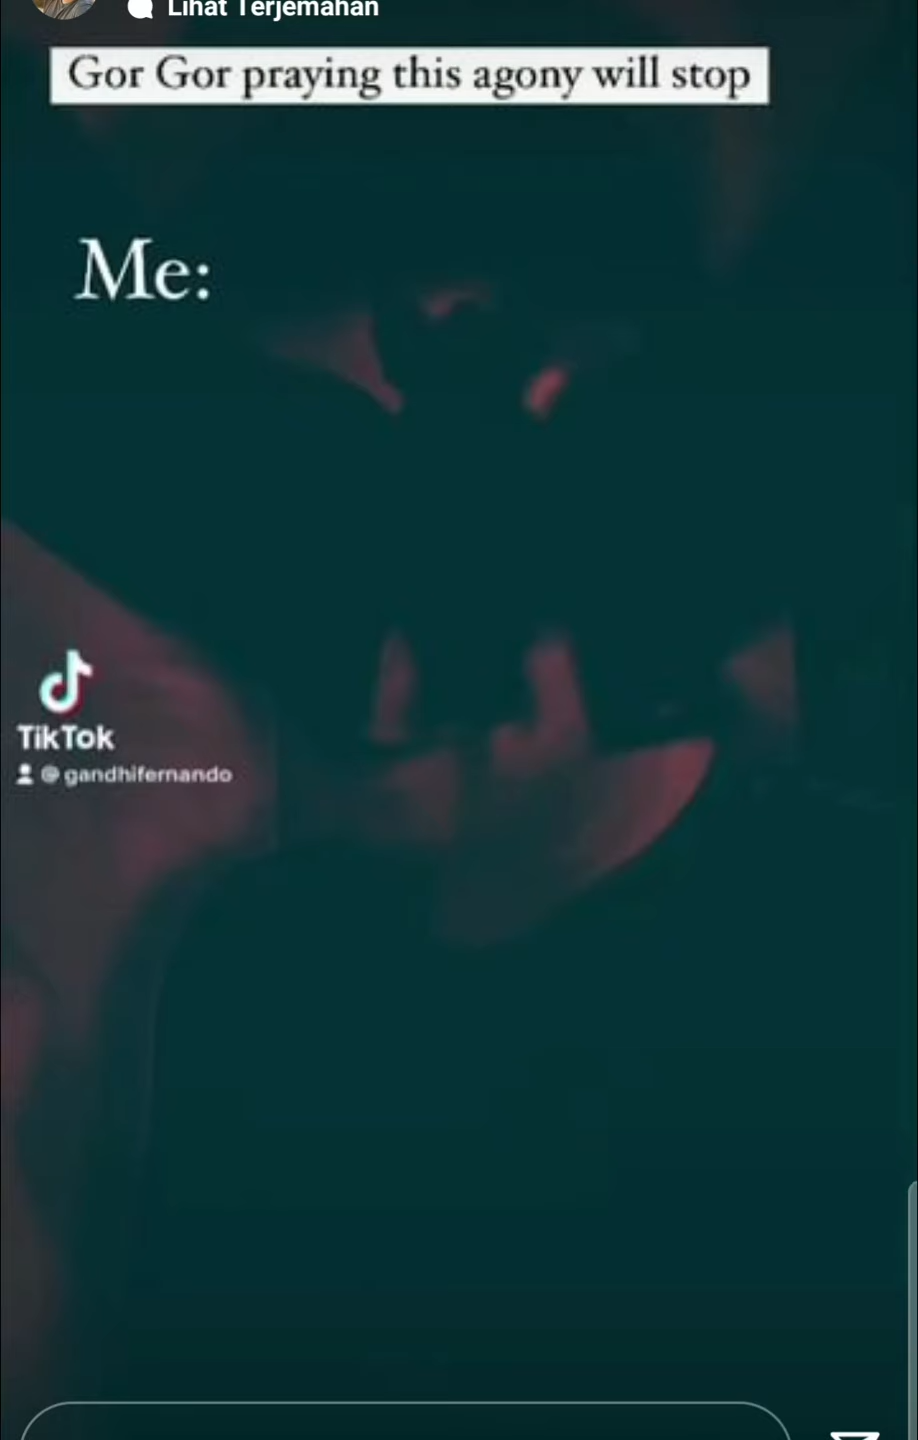 Lihat Terjemahan
Gor Gor praying this agony will stop
Me:
TikTok
@gandhifernando